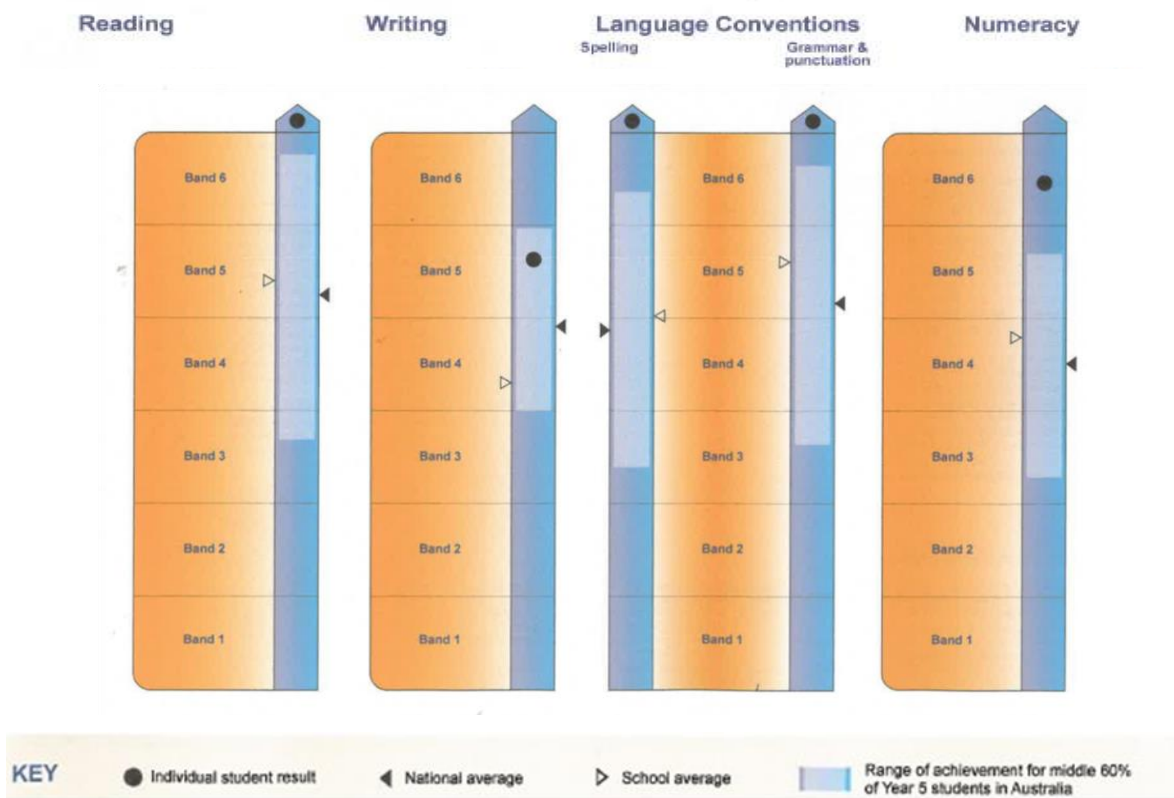 Reading Writing Language Conventions Numeracy
Spelling Grammar &
punctuation
Band 6 Band 6 Band 6 Band 6
Band 5 Band 5 Band 5 Band 5
Band 4 Band 4 Band 4 Band 4
Band 3 Band 3 Band 3 Band 3
Band 2 Band 2 Band 2 Band 2
Band 1 Band 1 Band 1 Band 1
KEY Individual student result National average School average Range of achievement for middle 60%
of Year 5 students in Australia